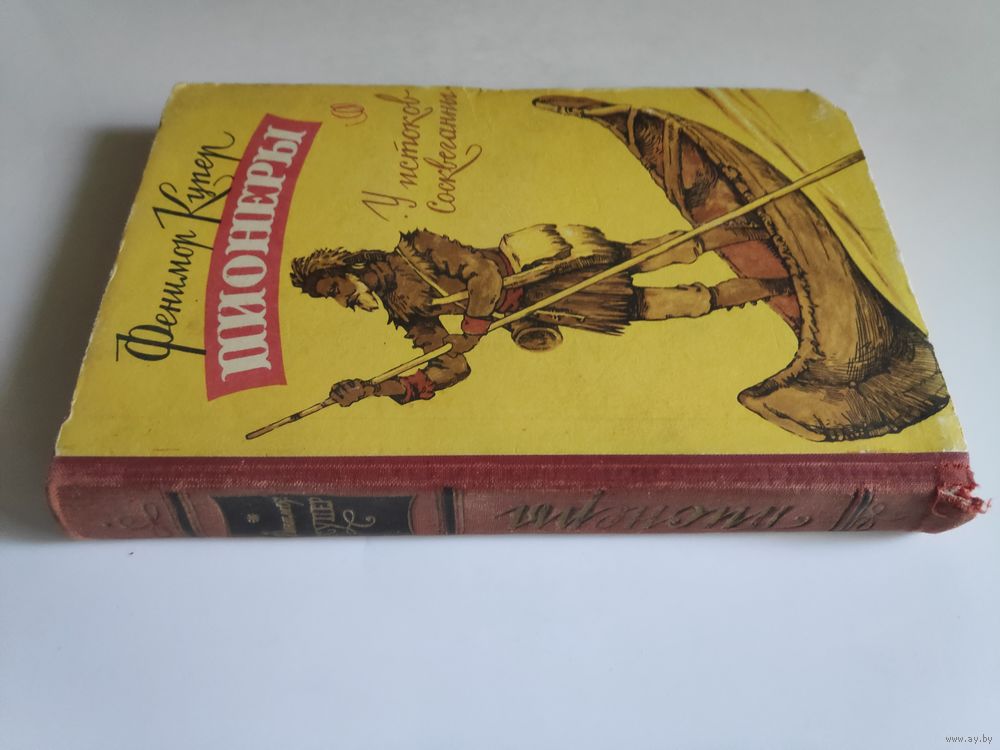 Фенимор Купер
ПИОНЕРЫ
У истоков
Сосквеганны
КУПЕР
Пионеры
www.ay.by